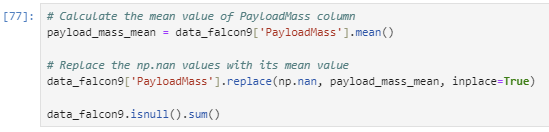 [77]: # Calculate the mean value of PayloadMass column
payload_mass_mean = data_falcon9['PayloadMass'].mean()
# Replace the np.nan values with its mean value
data_falcon9['PayloadMass'].replace(np.nan, payload_mass_mean, inplace=True)
data_falcon9.isnull().sum()